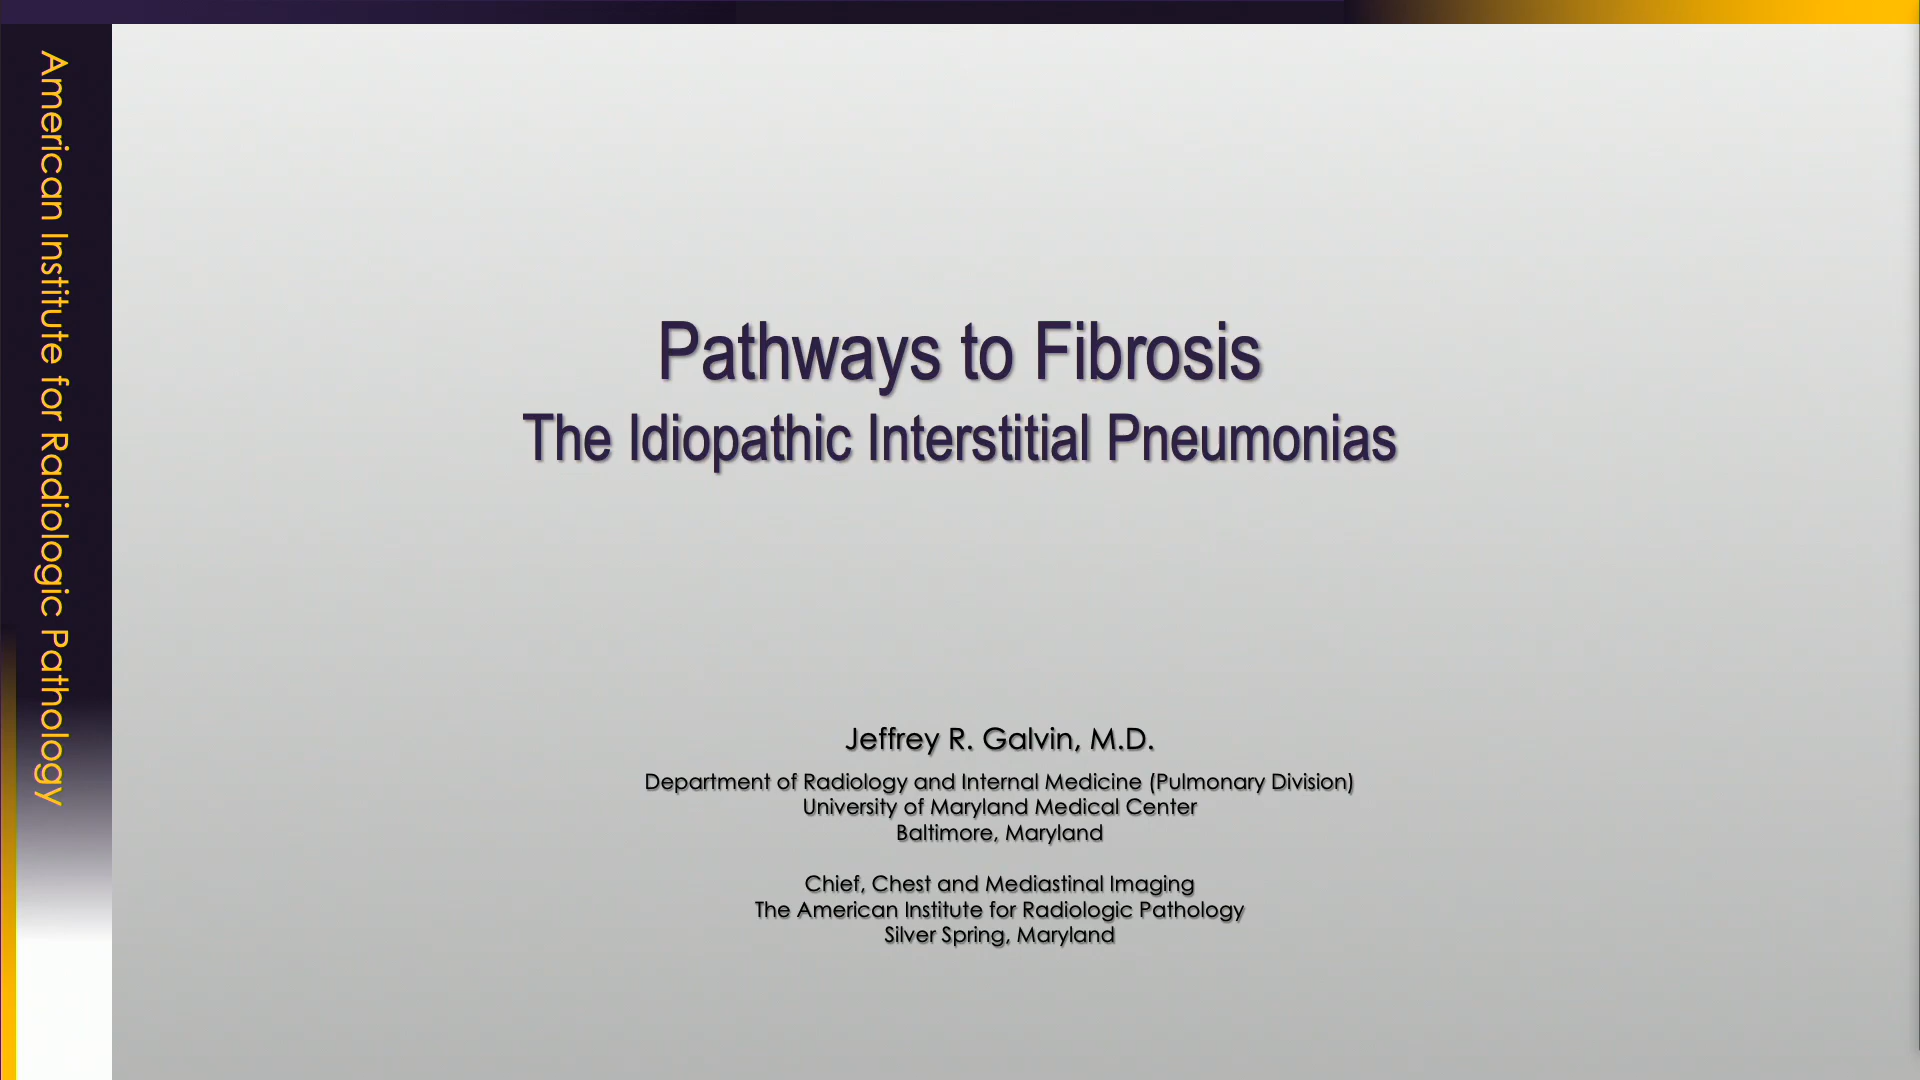 American Institute for Radiologic Pathology
Pathways to Fibrosis
The Idiopathic Interstitial Pneumonias
Jeffrey R. Galvin, M.D.
Department of Radiology and Internal Medicine (Pulmonary Division)
University of Maryland Medical Center
Baltimore, Maryland
Chief, Chest and Mediastinal Imaging
The American Institute for Radiologic Pathology
Silver Spring, Maryland